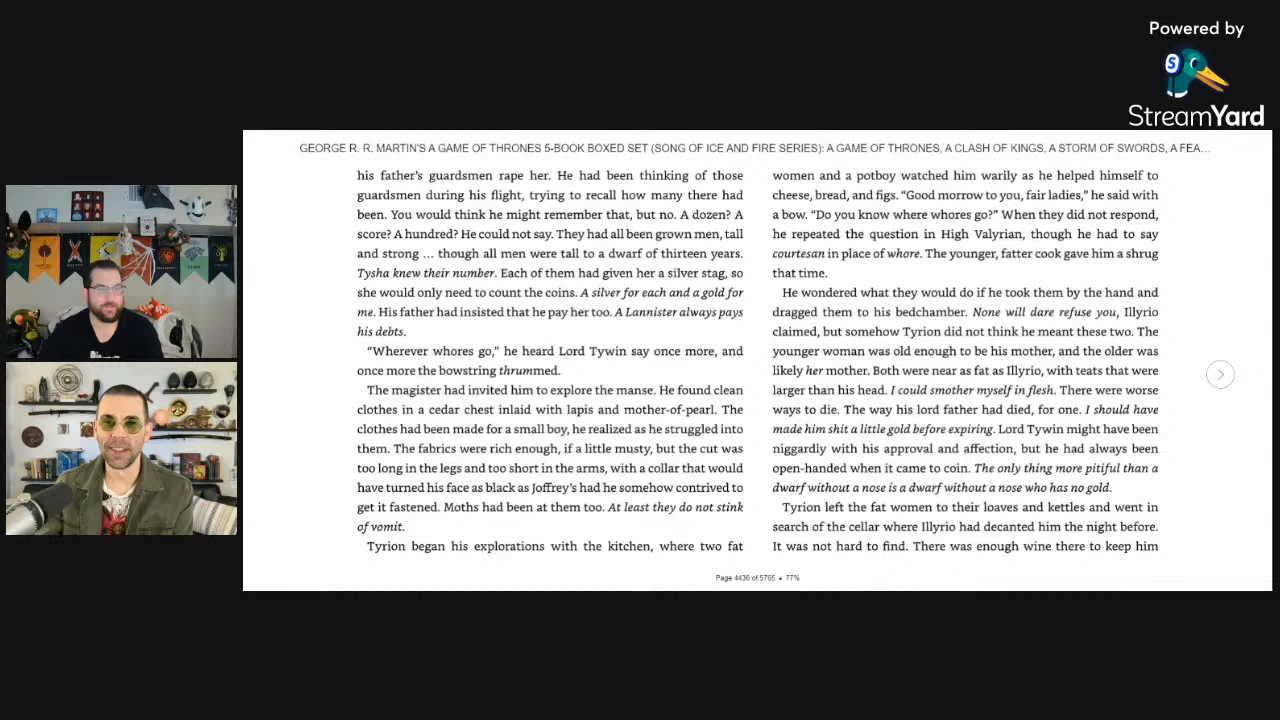 Powered by
S
StreamYard
GEORGE R. R. MARTIN'S A GAME OF THRONES 5-BOOK BOXED SET (SONG OF ICE AND FIRE SERIES): A GAME OF THRONES, A CLASH OF KINGS, A STORM OF SWORDS, A FEA…
his father's guardsmen rape her. He had been thinking of those
guardsmen during his flight, trying to recall how many there had
been. You would think he might remember that, but no. A dozen? A
score? A hundred? He could not say. They had all been grown men, tall
and strong … though all men were tall to a dwarf of thirteen years.
Tysha knew their number. Each of them had given her a silver stag, so
she would only need to count the coins. A silver for each and a gold for
me. His father had insisted that he pay her too. A Lannister always pays
his debts.
“Wherever whores go,” he heard Lord Tywin say once more, and
once more the bowstring thrummed.
The magister had invited him to explore the manse. He found clean
clothes in a cedar chest inlaid with lapis and mother-of-pearl. The
clothes had been made for a small boy, he realized as he struggled into
them. The fabrics were rich enough, if a little musty, but the cut was
too long in the legs and too short in the arms, with a collar that would
have turned his face as black as Joffrey's had he somehow contrived to
get it fastened. Moths had been at them too. At least they do not stink
of vomit.
Tyrion began his explorations with the kitchen, where two fat
women and a potboy watched him warily as he helped himself to
cheese, bread, and figs. “Good morrow to you, fair ladies,” he said with
a bow. “Do you know where whores go?” When they did not respond,
he repeated the question in High Valyrian, though he had to say
courtesan in place of whore. The younger, fatter cook gave him a shrug
that time.
He wondered what they would do if he took them by the hand and
dragged them to his bedchamber. None will dare refuse you, Illyrio
claimed, but somehow Tyrion did not think he meant these two. The
younger woman was old enough to be his mother, and the older was
likely her mother. Both were near as fat as Illyrio, with teats that were
larger than his head. I could smother myself in flesh. There were worse
ways to die. The way his lord father had died, for one. I should have
made him shit a little gold before expiring. Lord Tywin might have been
niggardly with his approval and affection, but he had always been
open-handed when it came to coin. The only thing more pitiful than a
dwarf without a nose is a dwarf without a nose who has no gold.
Tyrion left the fat women to their loaves and kettles and went in
search of the cellar where Illyrio had decanted him the night before.
It was not hard to find. There was enough wine there to keep him
Page 4436 of 5765 • 77%